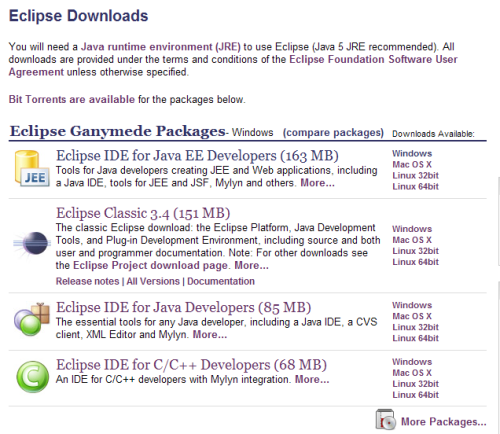 Eclipse Downloads
You will need a Java runtime environment (JRE) to use Eclipse (Java 5 JRE recommended). All
downloads are provided under the terms and conditions of the Eclipse Foundation Software User
Agreement unless otherwise specified.
Bit Torrents are available for the packages below.
Eclipse Ganymede Packages- Windows (compare packages) Downloads Available:
JEE
Eclipse IDE for Java EE Developers (163 MB)
Tools for Java developers creating JEE and Web applications, including
a Java IDE, tools for JEE and JSF, Mylyn and others. More...
Windows
Mac OS X
Linux 32bit
Linux 64bit
Eclipse Classic 3.4 (151 MB)
The classic Eclipse download: the Eclipse Platform, Java Development
Tools, and Plug-in Development Environment, including source and both
user and programmer documentation. Note: For other downloads see
the Eclipse Project download page. More...
Release notes | All Versions | Documentation
Windows
Mac OS X
Linux 32bit
Linux 64bit
Eclipse IDE for Java Developers (85 MB)
The essential tools for any Java developer, including a Java IDE, a CVS
client, XML Editor and Mylyn. More...
Windows
Mac OS X
Linux 32bit
Linux 64bit
C
Eclipse IDE for C/C++ Developers (68 MB)
An IDE for C/C++ developers with Mylyn integration. More...
Windows
Mac OS X
Linux 32bit
Linux 64bit
More Packages...